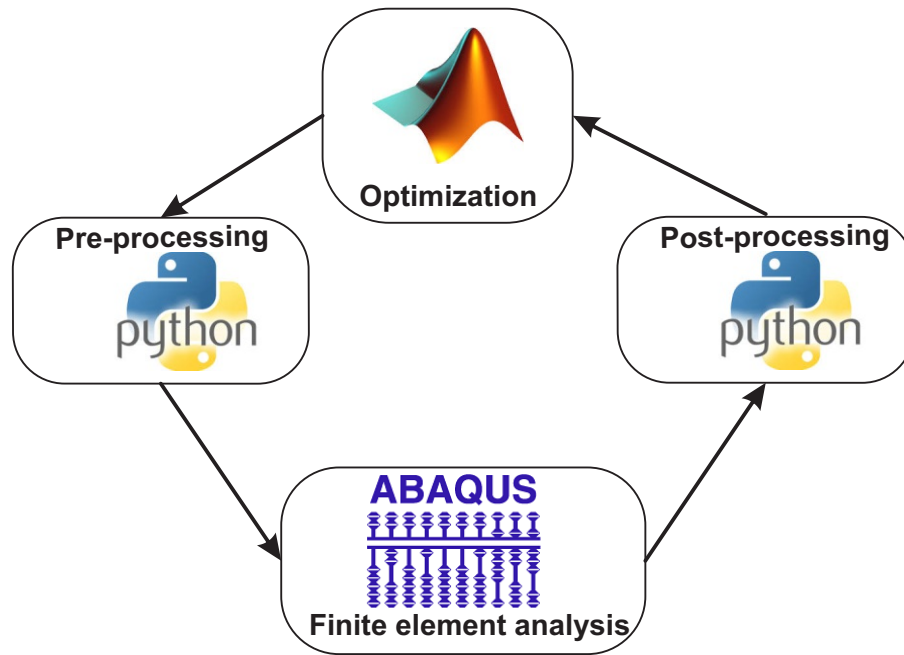 Optimization
Pre-processing
python
Post-processing
python
ABAQUS
Finite element analysis